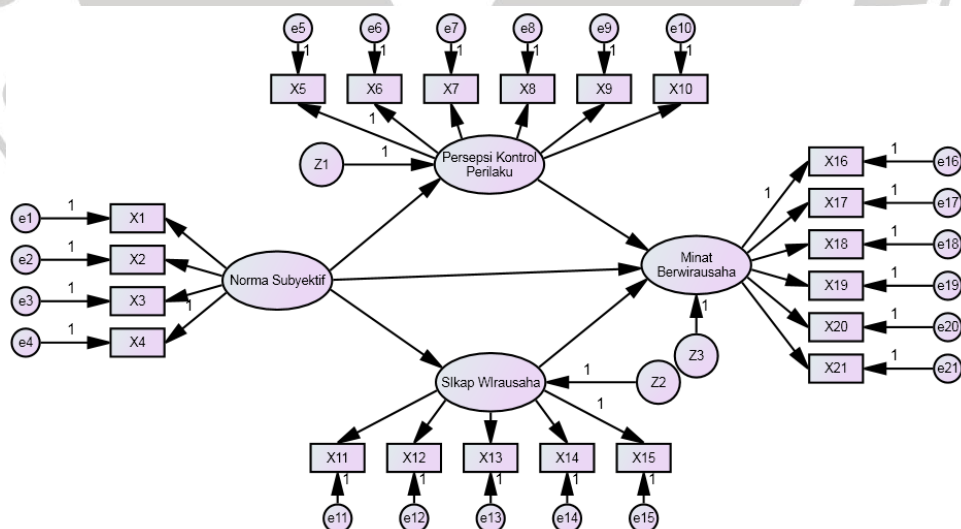 e5 e6 e7 e8 e9 e10
1 1 1 1 1 1
X5 X6 X7 X8 X9 X10
1
Z1
1
Persepsi Kontrol
Perilaku
X16
1
e16
1
X17
1
e17
X18
1
e18
X19
1
e19
X20
1
e20
X21
1
e21
e1
1
X1
e2
1
X2
e3
1
X3
e4
1
X4
1
Norma Subyektif
Minat
Berwirausaha
1
Z3
SIkap WIrausaha
1
Z2
1
X11 X12 X13 X14 X15
1 1 1 1 1
e11 e12 e13 e14 e15